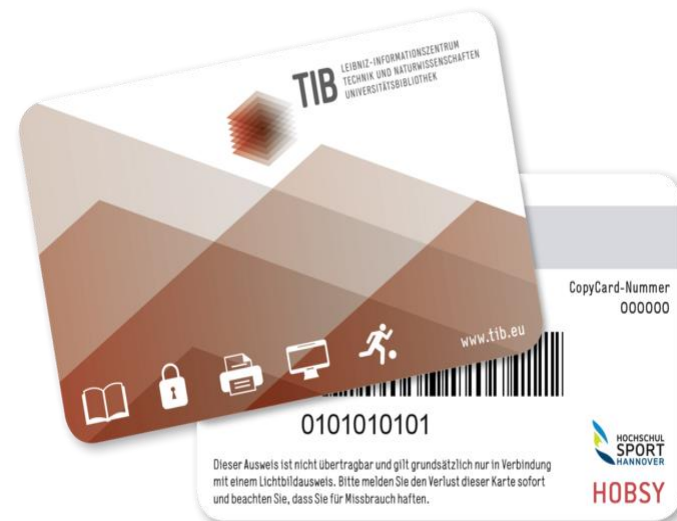 TIB
LEIBNIZ-INFORMATIONSZENTRUM
TECHNIK UND NATURWISSENSCHAFTEN
UNIVERSITÄTSBIBLIOTHEK
www.tib.eu
CopyCard-Nummer
000000
0101010101
Dieser Ausweis ist nicht übertragbar und gilt grundsätzlich nur in Verbindung
mit einem Lichtbildausweis. Bitte melden Sie den Verlust dieser Karte sofort
und beachten Sie, dass Sie für Missbrauch haften.
HOCHSCHUL
SPORT
HANNOVER
HOBSY